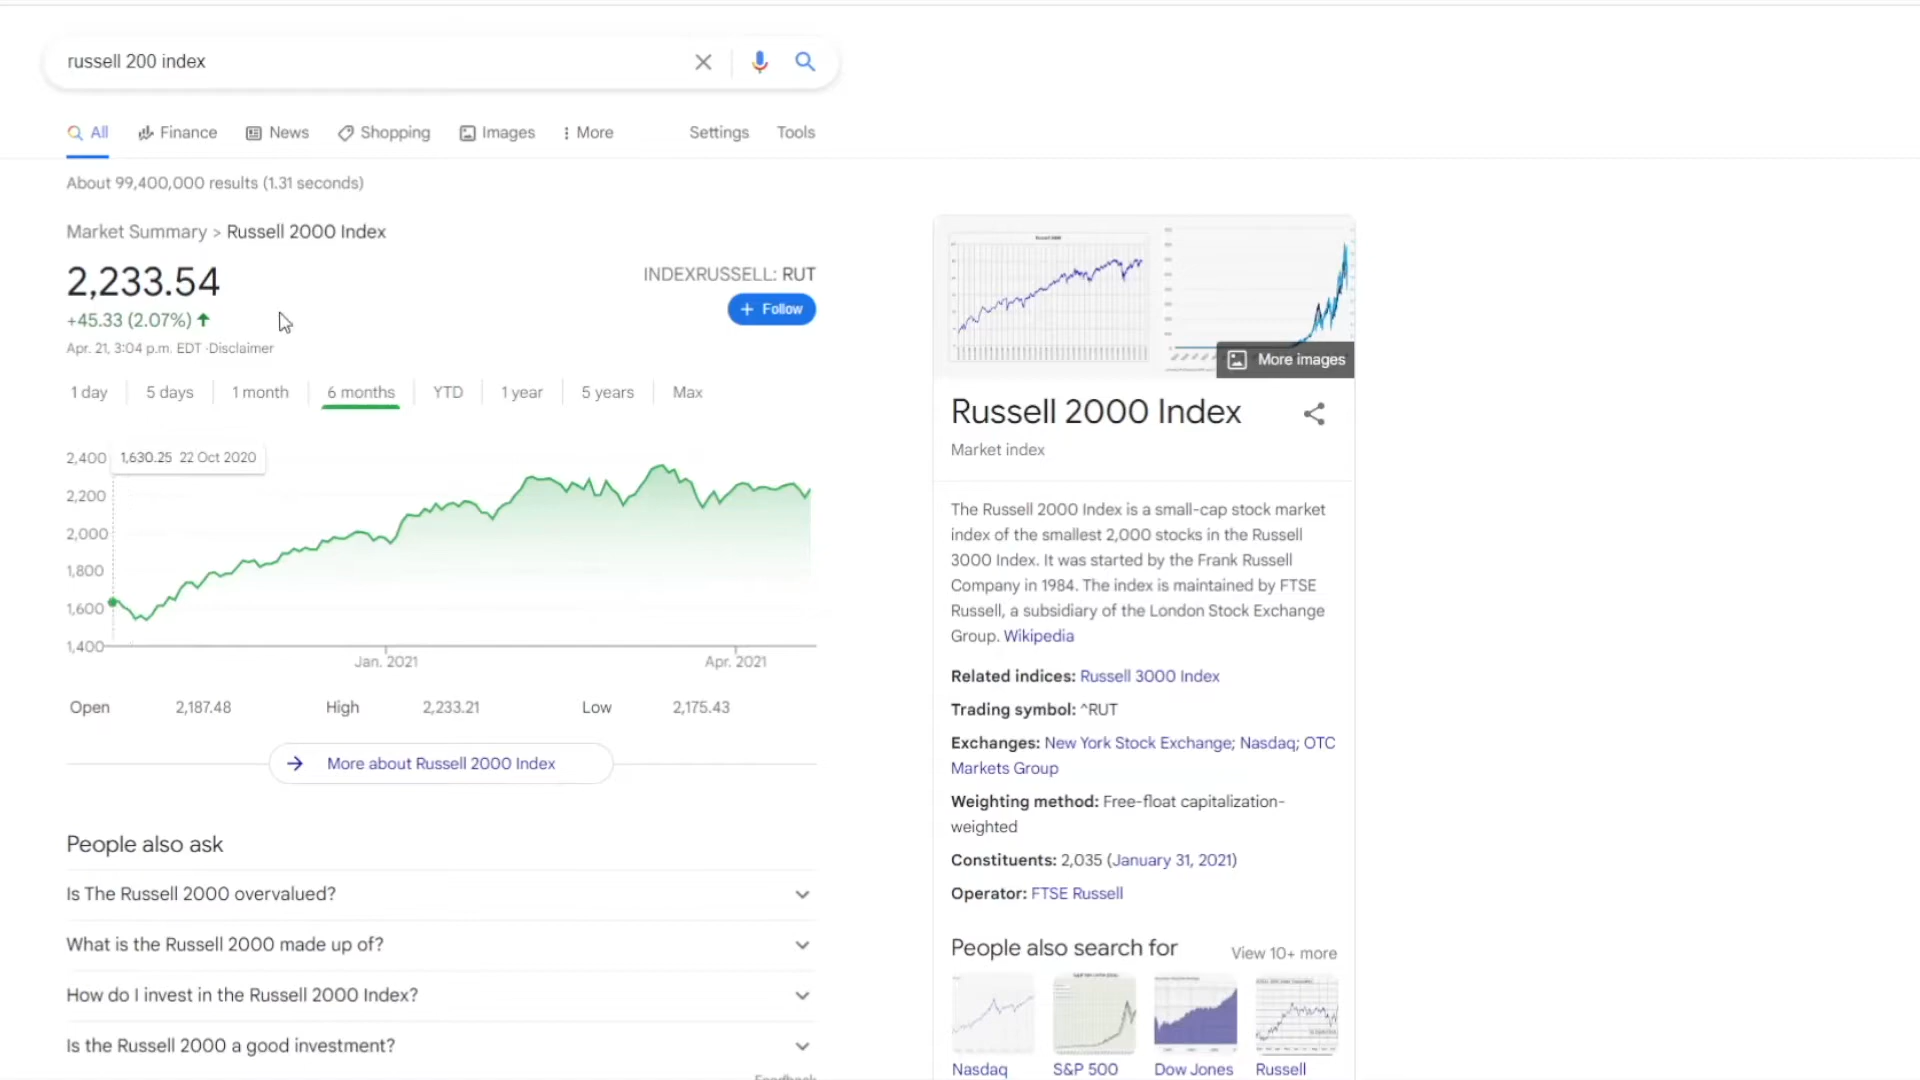 russell 200 index
All
Finance
News
Shopping
Images
More
Settings
Tools
About 99,400,000 results (1.31 seconds)
Market Summary > Russell 2000 Index
2,233.54
INDEXRUSSELL: RUT
+ Follow
+45.33 (2.07%)
Apr. 21, 3:04 p.m. EDT ·Disclaimer
1 day
5 days
1 month
6 months
YTD
1 year
5 years
Max
1,630.25 22 Oct 2020
2,400
2,200
2,000
1,800
1,600
1,400
Jan. 2021
Apr. 2021
Open 2,187.48
High 2,233.21
Low 2,175.43
More about Russell 2000 Index
People also ask
Is The Russell 2000 overvalued?
What is the Russell 2000 made up of?
How do I invest in the Russell 2000 Index?
Is the Russell 2000 a good investment?
Feedback
More images
Russell 2000 Index
Market index
The Russell 2000 Index is a small-cap stock market
index of the smallest 2,000 stocks in the Russell
3000 Index. It was started by the Frank Russell
Company in 1984. The index is maintained by FTSE
Russell, a subsidiary of the London Stock Exchange
Group. Wikipedia
Related indices: Russell 3000 Index
Trading symbol: ^RUT
Exchanges: New York Stock Exchange; Nasdaq; OTC
Markets Group
Weighting method: Free-float capitalization-
weighted
Constituents: 2,035 (January 31, 2021)
Operator: FTSE Russell
People also search for
View 10+ more
Nasdaq
S&P 500
Dow Jones
Russell